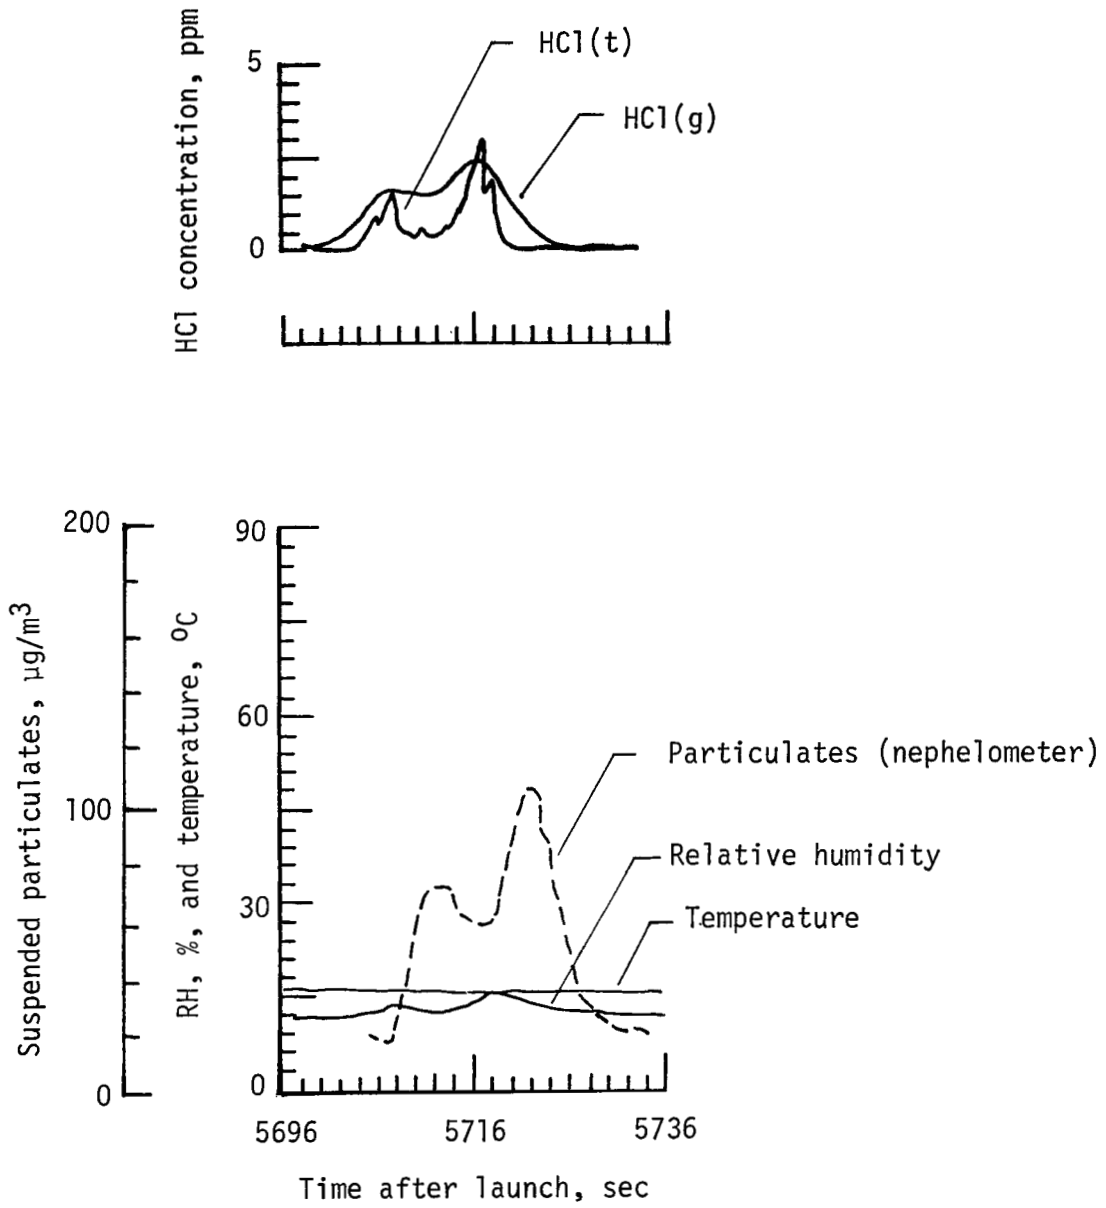 HCl concentration, ppm
5
0
HCl(t)
HCl(g)
Suspended particulates, µg/m3
200
100
0
RH, %, and temperature, ºC
90
60
30
0
Particulates (nephelometer)
Relative humidity
Temperature
5696 5716 5736
Time after launch, sec